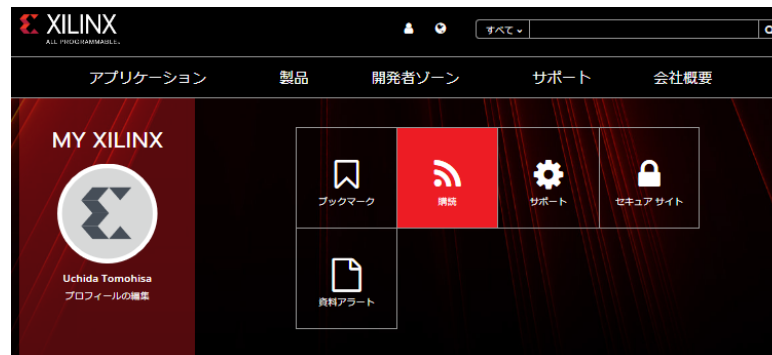 XILINX
ALL PROGRAMMABLE.
すべて
アプリケーション 製品 開発者ゾーン サポート 会社概要
MY XILINX
ブックマーク 購読 サポート セキュア サイト
Uchida Tomohisa
プロフィールの編集
資料アラート